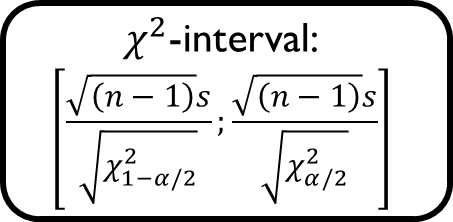 χ²-interval:
[√(n − 1)s / √χ²₁₋α/₂ ; √(n − 1)s / √χ²α/₂]